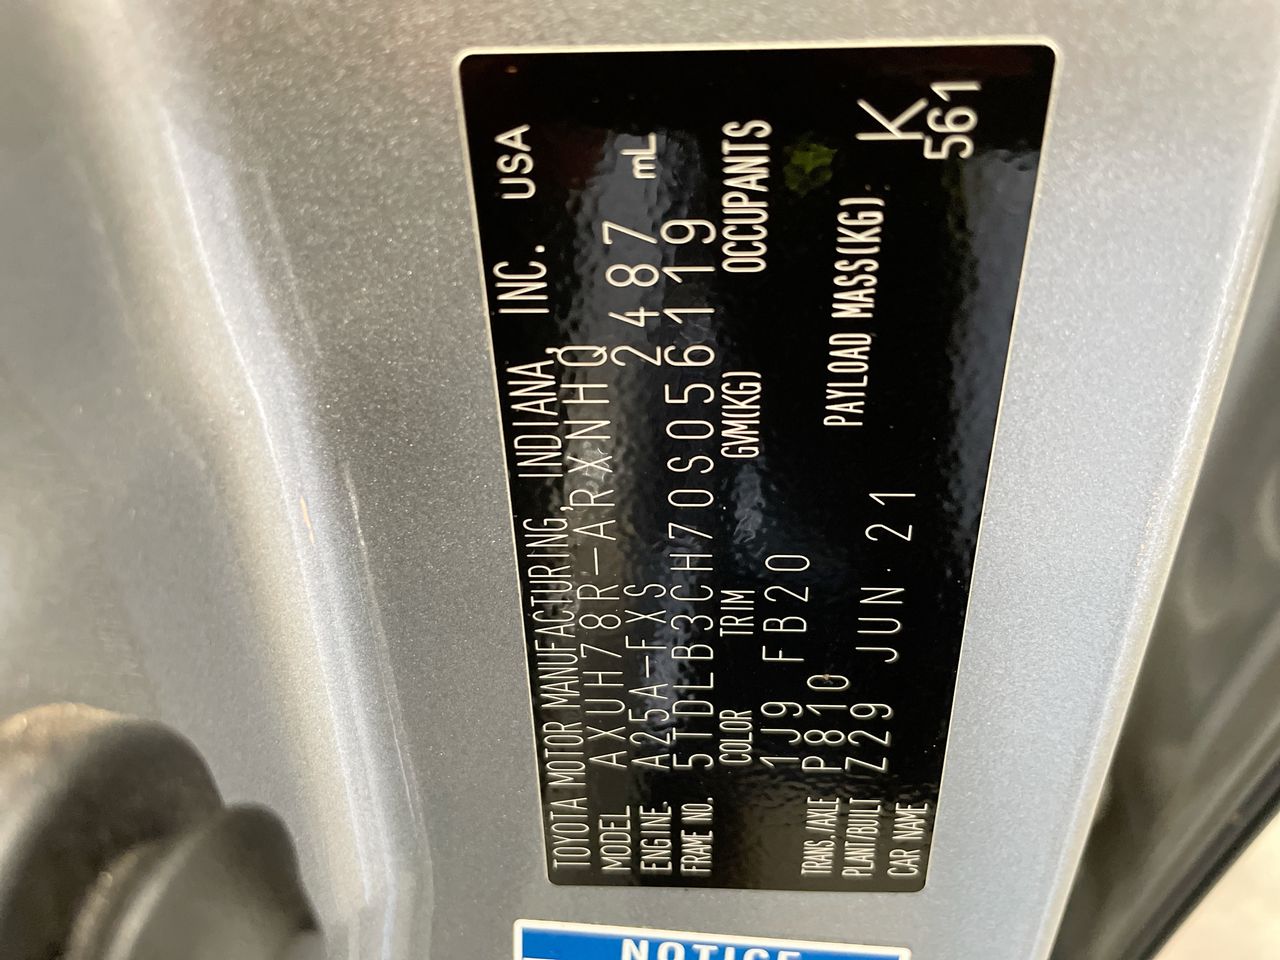 TOYOTA MOTOR MANUFACTURING, INDIANA, INC. USA
MODEL AXUH78R-ARXNHQ
ENGINE. A25A-FXS 2487 mL
FRAME NO. 5TDLB3CH70S056119
COLOR TRIM GVM(KG) OCCUPANTS
1J9 FB20
TRANS./AXLE P810 PAYLOAD MASS(KG):
PLANT/BUILT Z29 JUN.21 K
CAR NAME 561
NOTICE